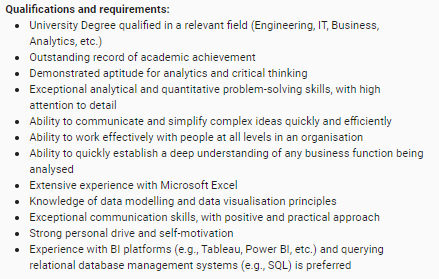 Qualifications and requirements:
• University Degree qualified in a relevant field (Engineering, IT, Business,
Analytics, etc.)
• Outstanding record of academic achievement
• Demonstrated aptitude for analytics and critical thinking
• Exceptional analytical and quantitative problem-solving skills, with high
attention to detail
• Ability to communicate and simplify complex ideas quickly and efficiently
• Ability to work effectively with people at all levels in an organisation
• Ability to quickly establish a deep understanding of any business function being
analysed
• Extensive experience with Microsoft Excel
• Knowledge of data modelling and data visualisation principles
• Exceptional communication skills, with positive and practical approach
• Strong personal drive and self-motivation
• Experience with BI platforms (e.g., Tableau, Power BI, etc.) and querying
relational database management systems (e.g., SQL) is preferred